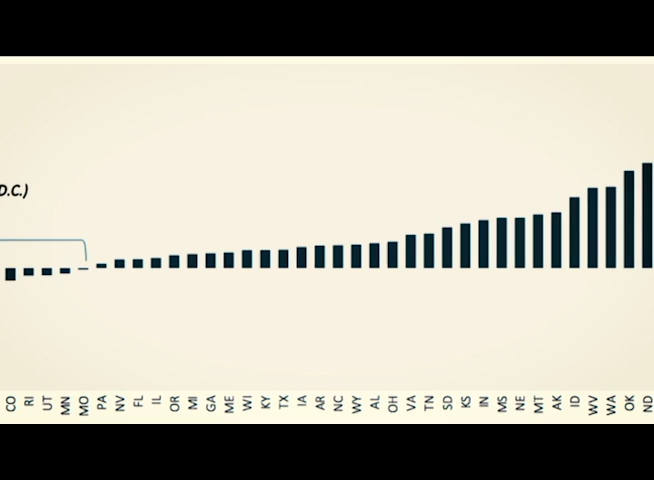 D.C.)
CO RI UT MN MO PA NV FL IL OR MI GA ME WI KY TX IA AR NC WY AL OH VA TN SD KS IN MS NE MT AK ID WV WA OK ND